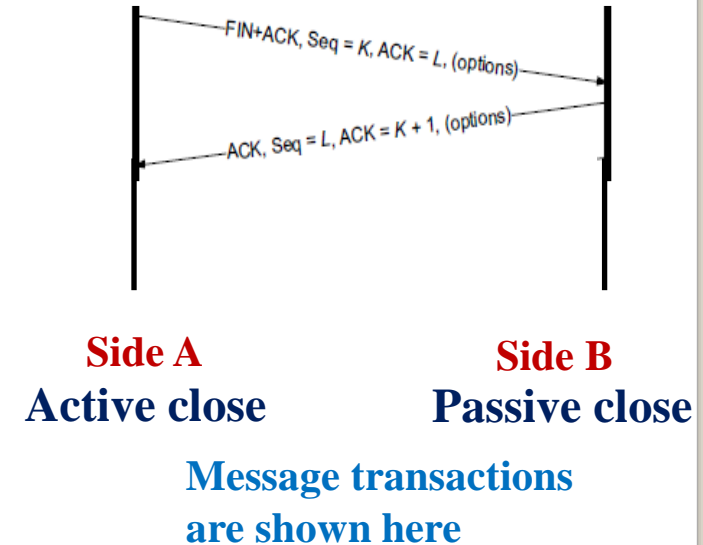 FIN+ACK, Seq = K, ACK = L, (options)
ACK, Seq = L, ACK = K + 1, (options)
Side A
Side B
Active close
Passive close
Message transactions
are shown here